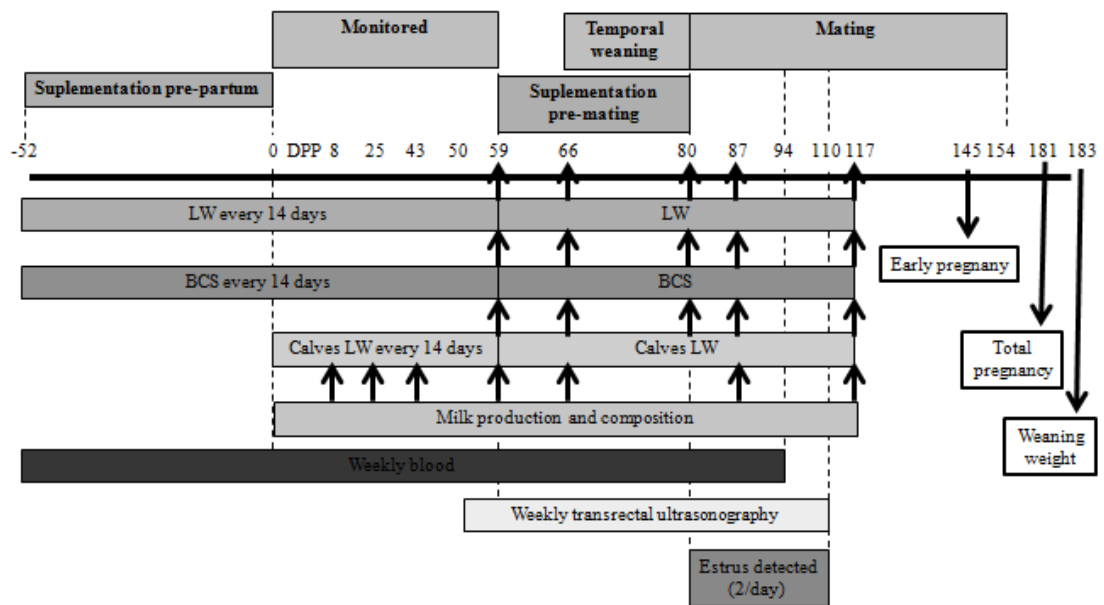 Monitored
Temporal
weaning
Mating
Suplementation pre-partum
Suplementation
pre-mating
-52 0 DPP 8 25 43 50 59 66 80 87 94 110 117 145 154 181 183
LW every 14 days LW
BCS every 14 days BCS
Early pregnany
Calves LW every 14 days Calves LW
Total
pregnancy
Milk production and composition
Weaning
weight
Weekly blood
Weekly transrectal ultrasonography
Estrus detected
(2/day)